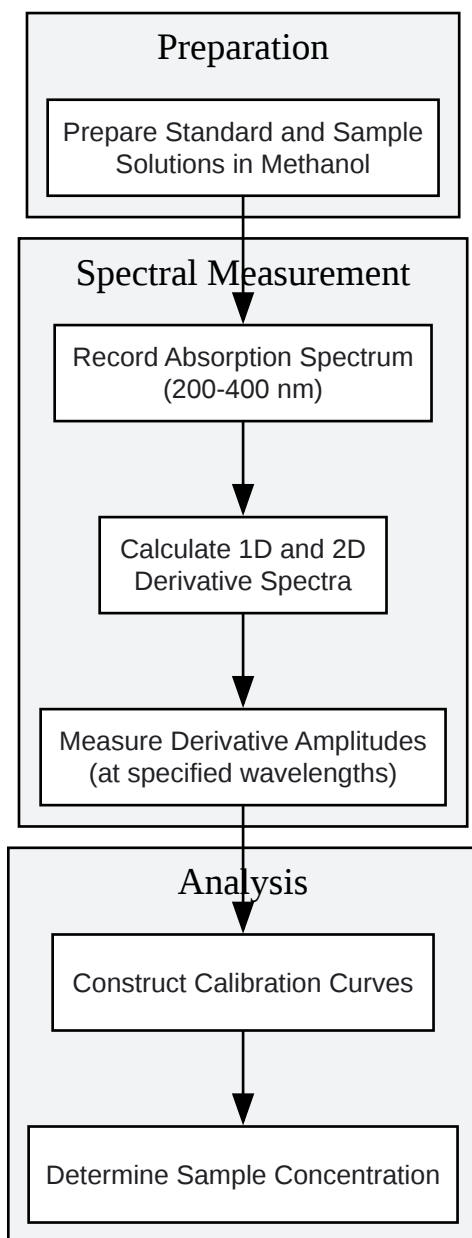 Preparation
Prepare Standard and Sample
Solutions in Methanol
Spectral Measurement
Record Absorption Spectrum
(200-400 nm)
Calculate 1D and 2D
Derivative Spectra
Measure Derivative Amplitudes
(at specified wavelengths)
Analysis
Construct Calibration Curves
Determine Sample Concentration